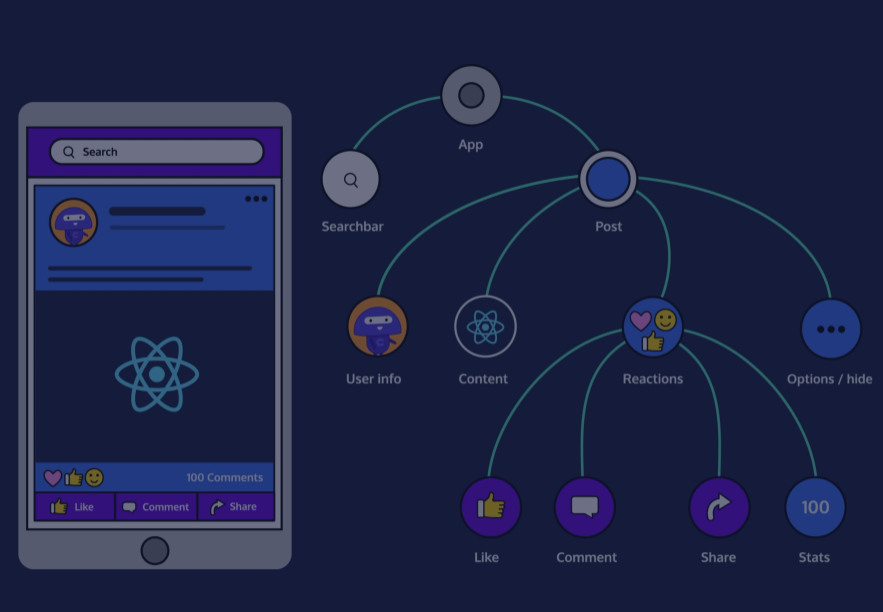 Search
100 Comments
Like
Comment
Share
App
Searchbar
Post
User info
Content
Reactions
Options / hide
100
Like
Comment
Share
Stats